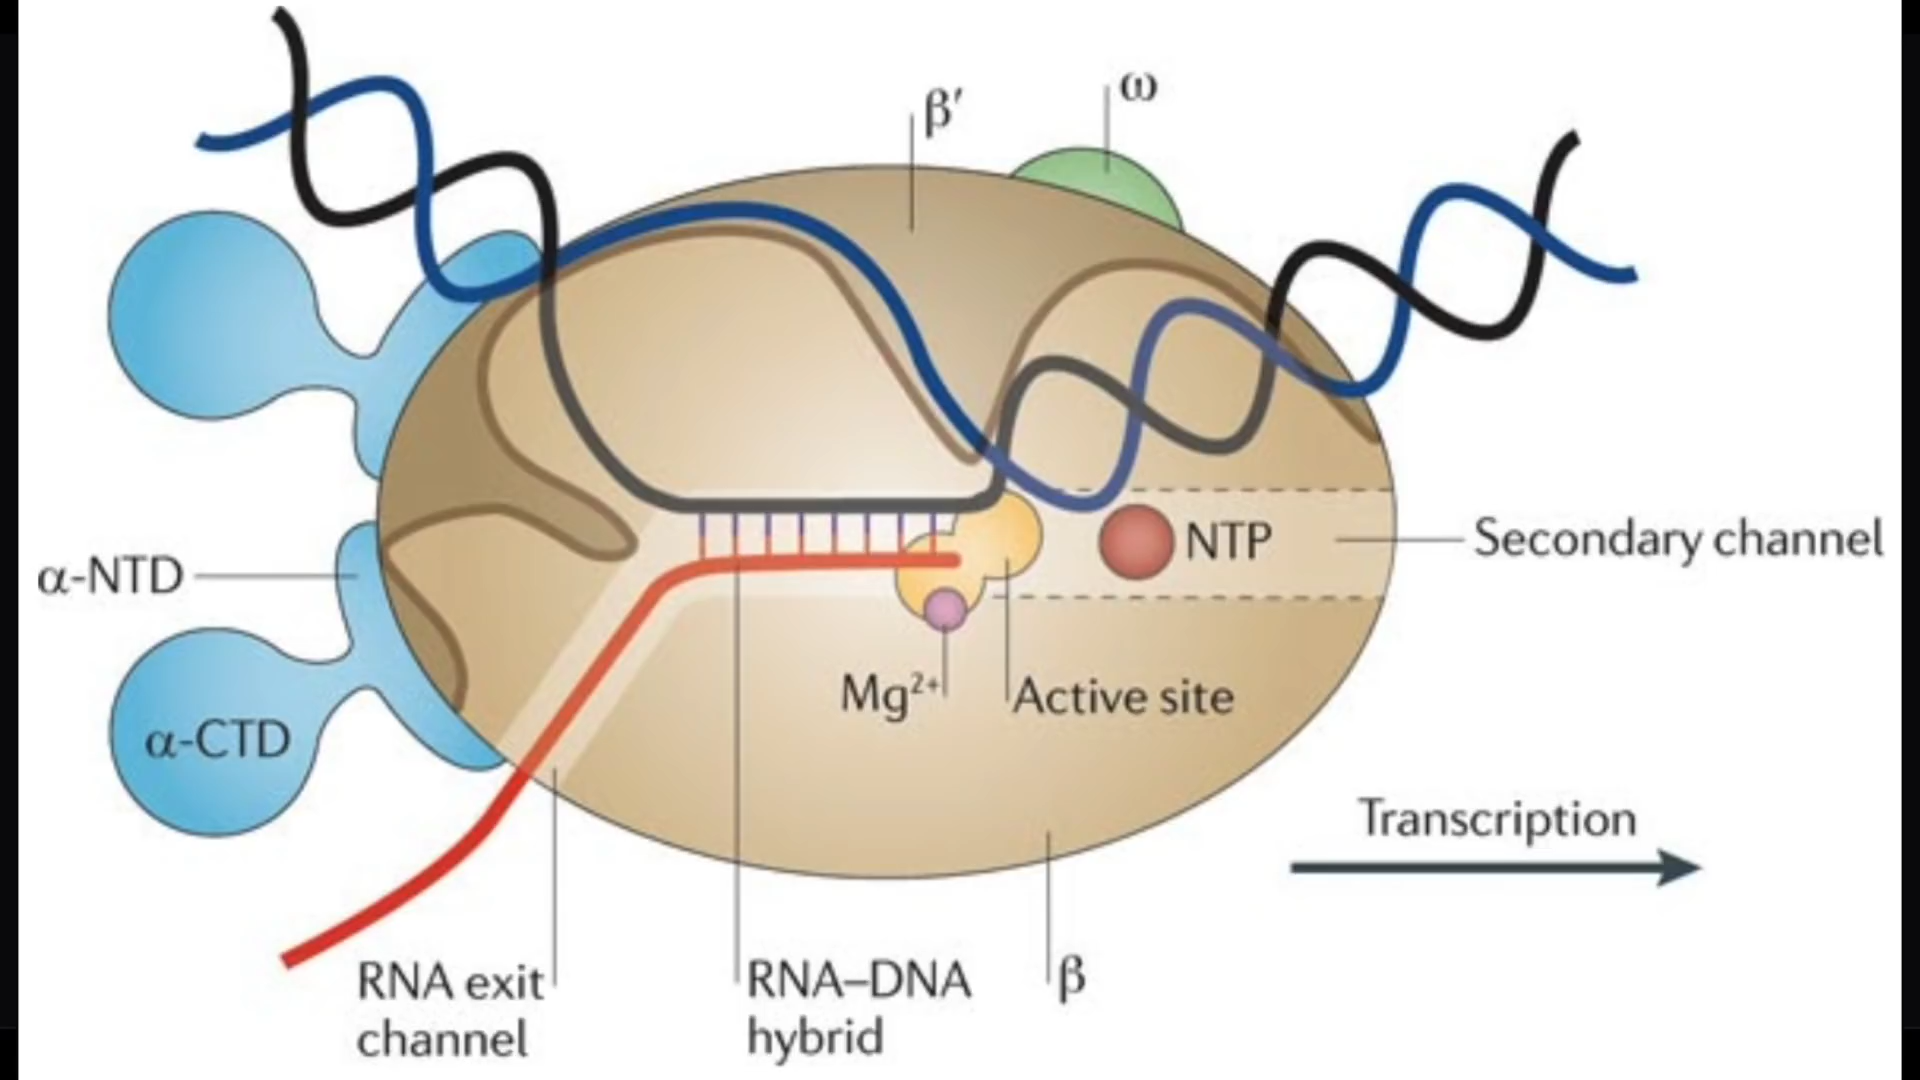 β′
ω
α-NTD
NTP
Secondary channel
Mg²⁺
Active site
α-CTD
Transcription
RNA exit
channel
RNA–DNA
hybrid
β